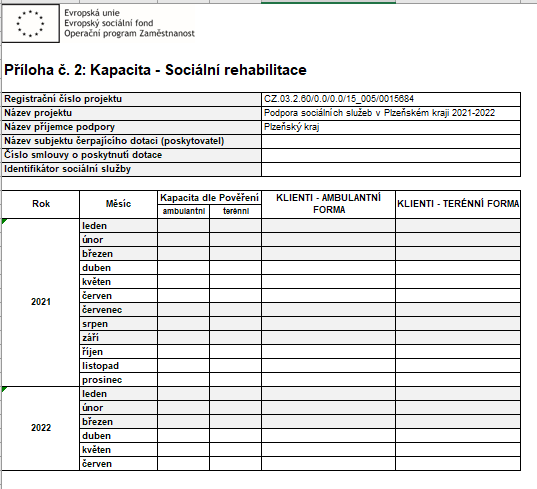 Evropská unie
Evropský sociální fond
Operační program Zaměstnanost
Příloha č. 2: Kapacita - Sociální rehabilitace
Registrační číslo projektu CZ.03.2.60/0.0/0.0/15_005/0015684
Název projektu Podpora sociálních služeb v Plzeňském kraji 2021-2022
Název příjemce podpory Plzeňský kraj
Název subjektu čerpajícího dotaci (poskytovatel)
Číslo smlouvy o poskytnutí dotace
Identifikátor sociální služby
Rok Měsíc Kapacita dle Pověření KLIENTI - AMBULANTNÍ FORMA KLIENTI - TERÉNNÍ FORMA
ambulantní terénní
2021
leden
únor
březen
duben
květen
červen
červenec
srpen
září
říjen
listopad
prosinec
2022
leden
únor
březen
duben
květen
červen